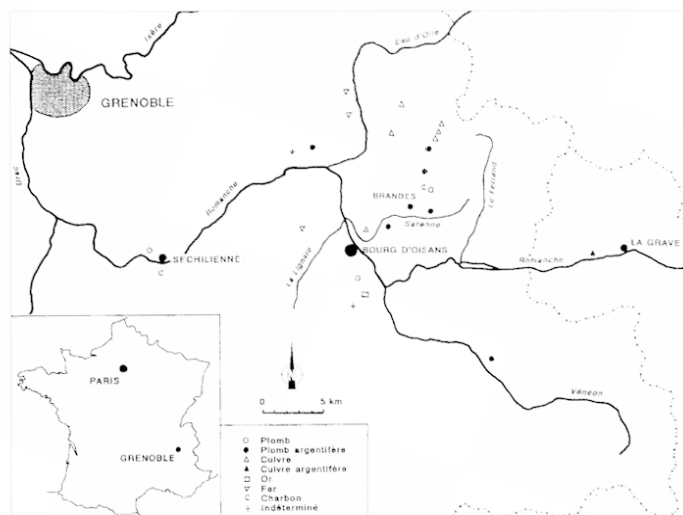 Isère
Eau d'Olle
GRENOBLE
Drac
Romanche
BRANDES
Le Ferrand
Sarenne
LA GRAVE
BOURG D'OISANS
SÉCHILIENNE
La Lignare
Romanche
Vénéon
PARIS
GRENOBLE
0 5 km
Plomb
Plomb argentifère
Cuivre
Cuivre argentifère
Or
Fer
C Charbon
Indéterminé